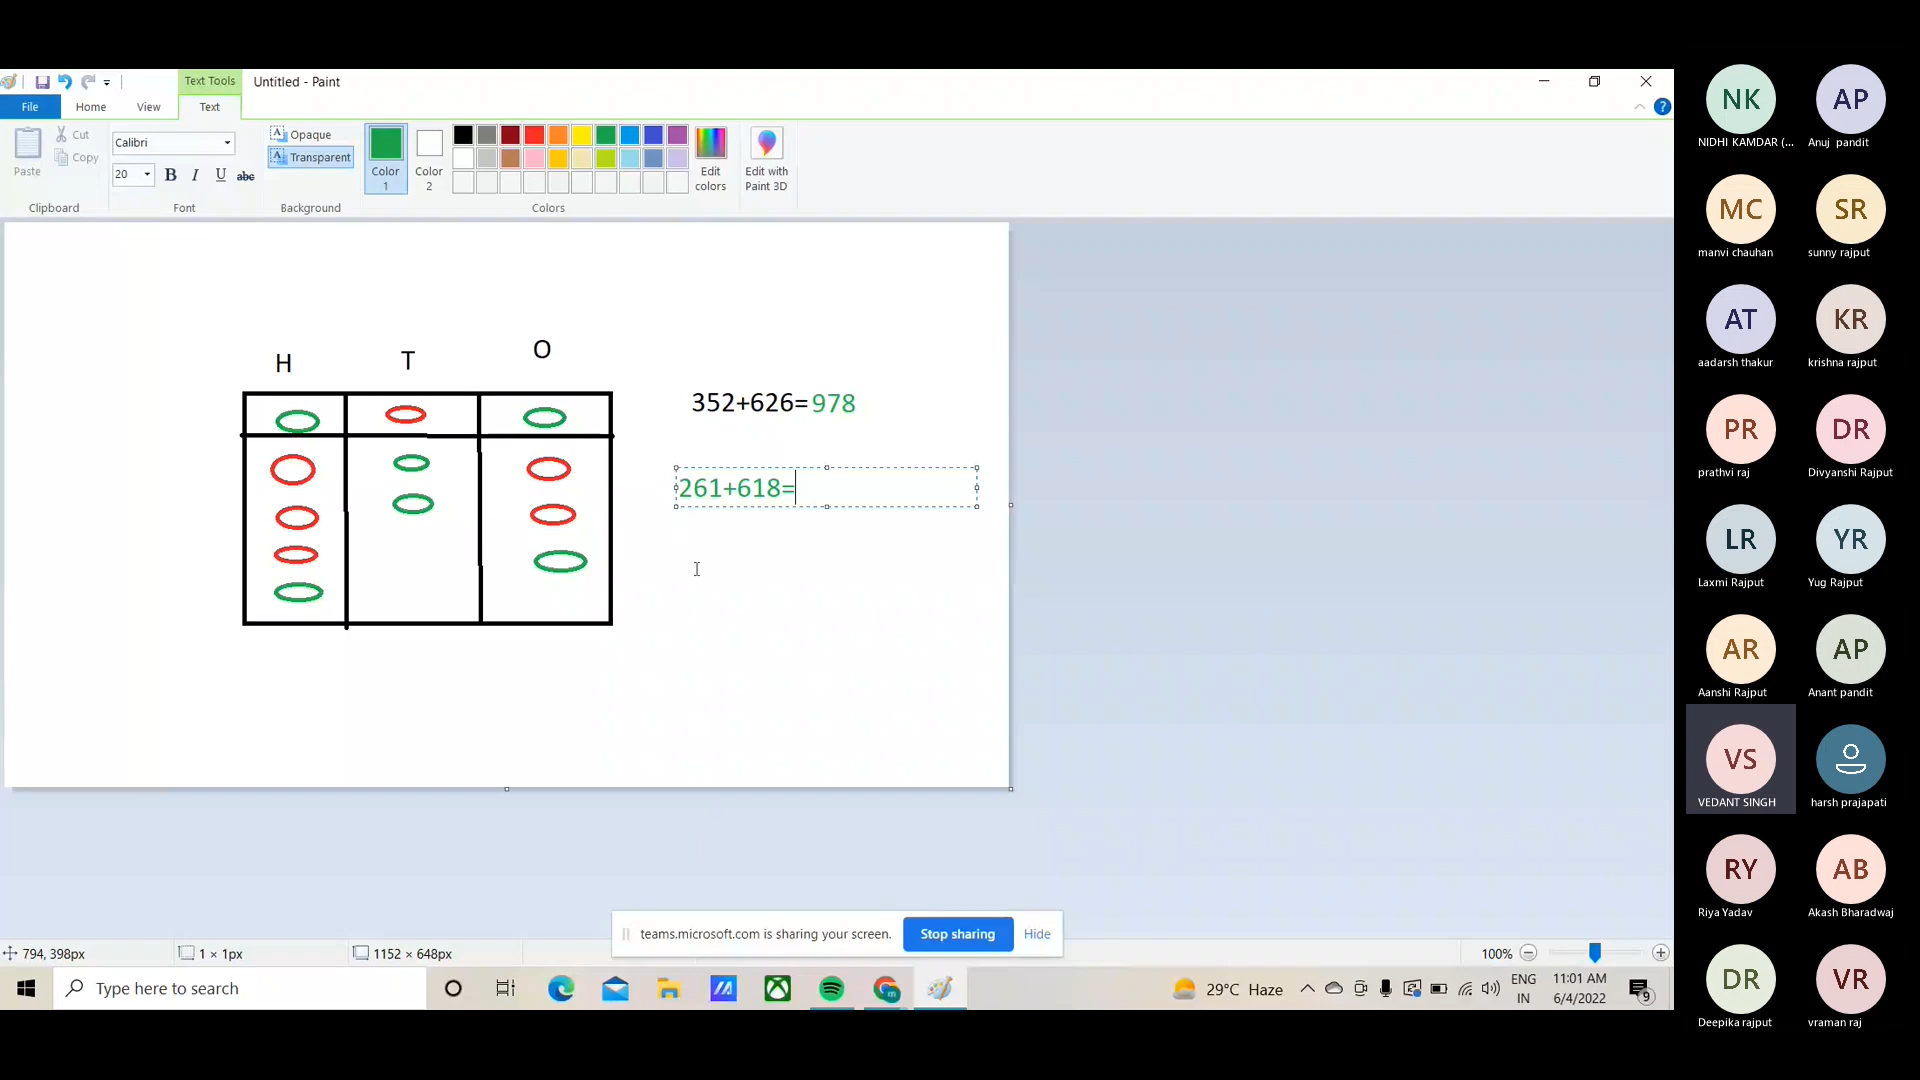 Text Tools
Untitled - Paint
File
Home
View
Text
Paste
Cut
Copy
Clipboard
Calibri
20
B I U abc
Font
Opaque
Transparent
Background
Color 1
Color 2
Edit colors
Colors
Edit with Paint 3D
H T O
352+626= 978
261+618=
teams.microsoft.com is sharing your screen.
Stop sharing
Hide
794, 398px
1 × 1px
1152 × 648px
100%
Type here to search
29°C Haze
ENG
IN
11:01 AM
6/4/2022
9
NK
NIDHI KAMDAR (...
AP
Anuj pandit
MC
manvi chauhan
SR
sunny rajput
AT
aadarsh thakur
KR
krishna rajput
PR
prathvi raj
DR
Divyanshi Rajput
LR
Laxmi Rajput
YR
Yug Rajput
AR
Aanshi Rajput
AP
Anant pandit
VS
VEDANT SINGH
harsh prajapati
RY
Riya Yadav
AB
Akash Bharadwaj
DR
Deepika rajput
VR
vraman raj